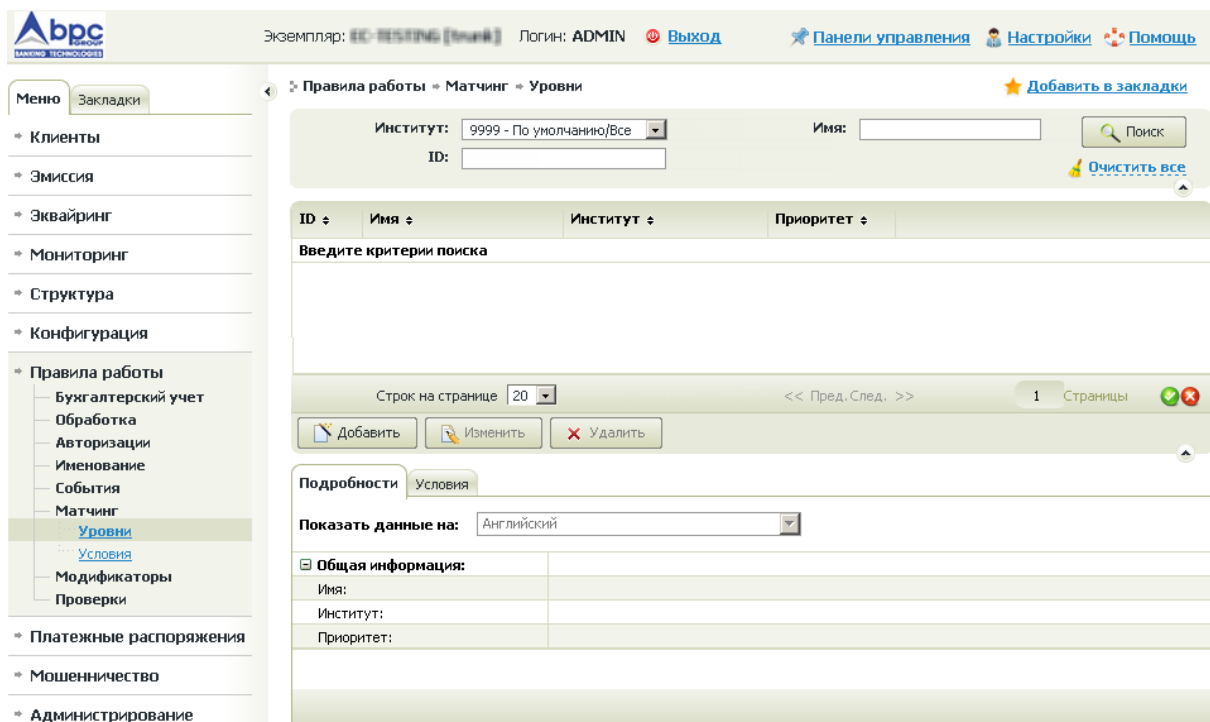 bpc
GROUP
BANKING TECHNOLOGIES
Экземпляр: Логин: ADMIN Выход Панели управления Настройки Помощь
Меню Закладки
Правила работы Матчинг Уровни Добавить в закладки
Клиенты
Эмиссия
Эквайринг
Мониторинг
Структура
Конфигурация
Правила работы
Бухгалтерский учет
Обработка
Авторизации
Именование
События
Матчинг
Уровни
Условия
Модификаторы
Проверки
Платежные распоряжения
Мошенничество
Администрирование
Институт: 9999 - По умолчанию/Все Имя: Поиск
ID: Очистить все
ID Имя Институт Приоритет
Введите критерии поиска
Строк на странице 20 << Пред. След. >> 1 Страницы
Добавить Изменить Удалить
Подробности Условия
Показать данные на: Английский
Общая информация:
Имя:
Институт:
Приоритет: